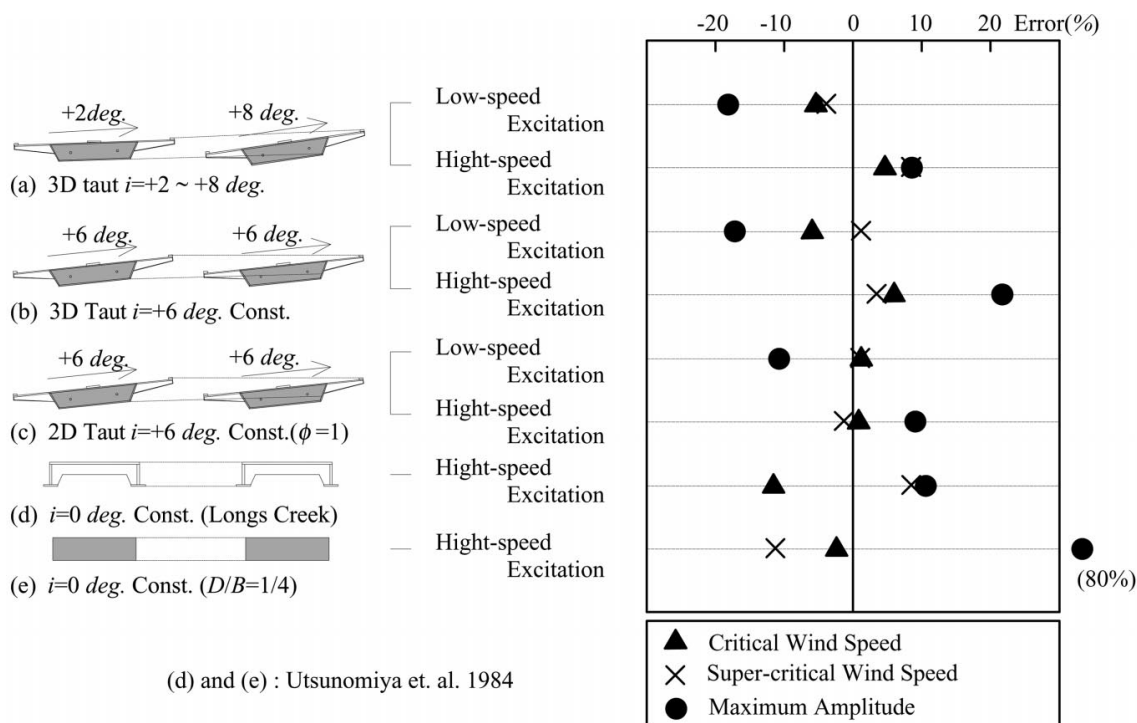 -20 -10 0 10 20 Error(%)
+2deg. +8 deg.
Low-speed
Excitation
Hight-speed
Excitation
(a) 3D taut i=+2 ~ +8 deg.
+6 deg. +6 deg.
Low-speed
Excitation
Hight-speed
Excitation
(b) 3D Taut i=+6 deg. Const.
+6 deg. +6 deg.
Low-speed
Excitation
Hight-speed
Excitation
(c) 2D Taut i=+6 deg. Const.(ϕ=1)
Hight-speed
Excitation
(d) i=0 deg. Const. (Longs Creek)
Hight-speed
Excitation
(e) i=0 deg. Const. (D/B=1/4)
(80%)
Critical Wind Speed
Super-critical Wind Speed
Maximum Amplitude
(d) and (e) : Utsunomiya et. al. 1984